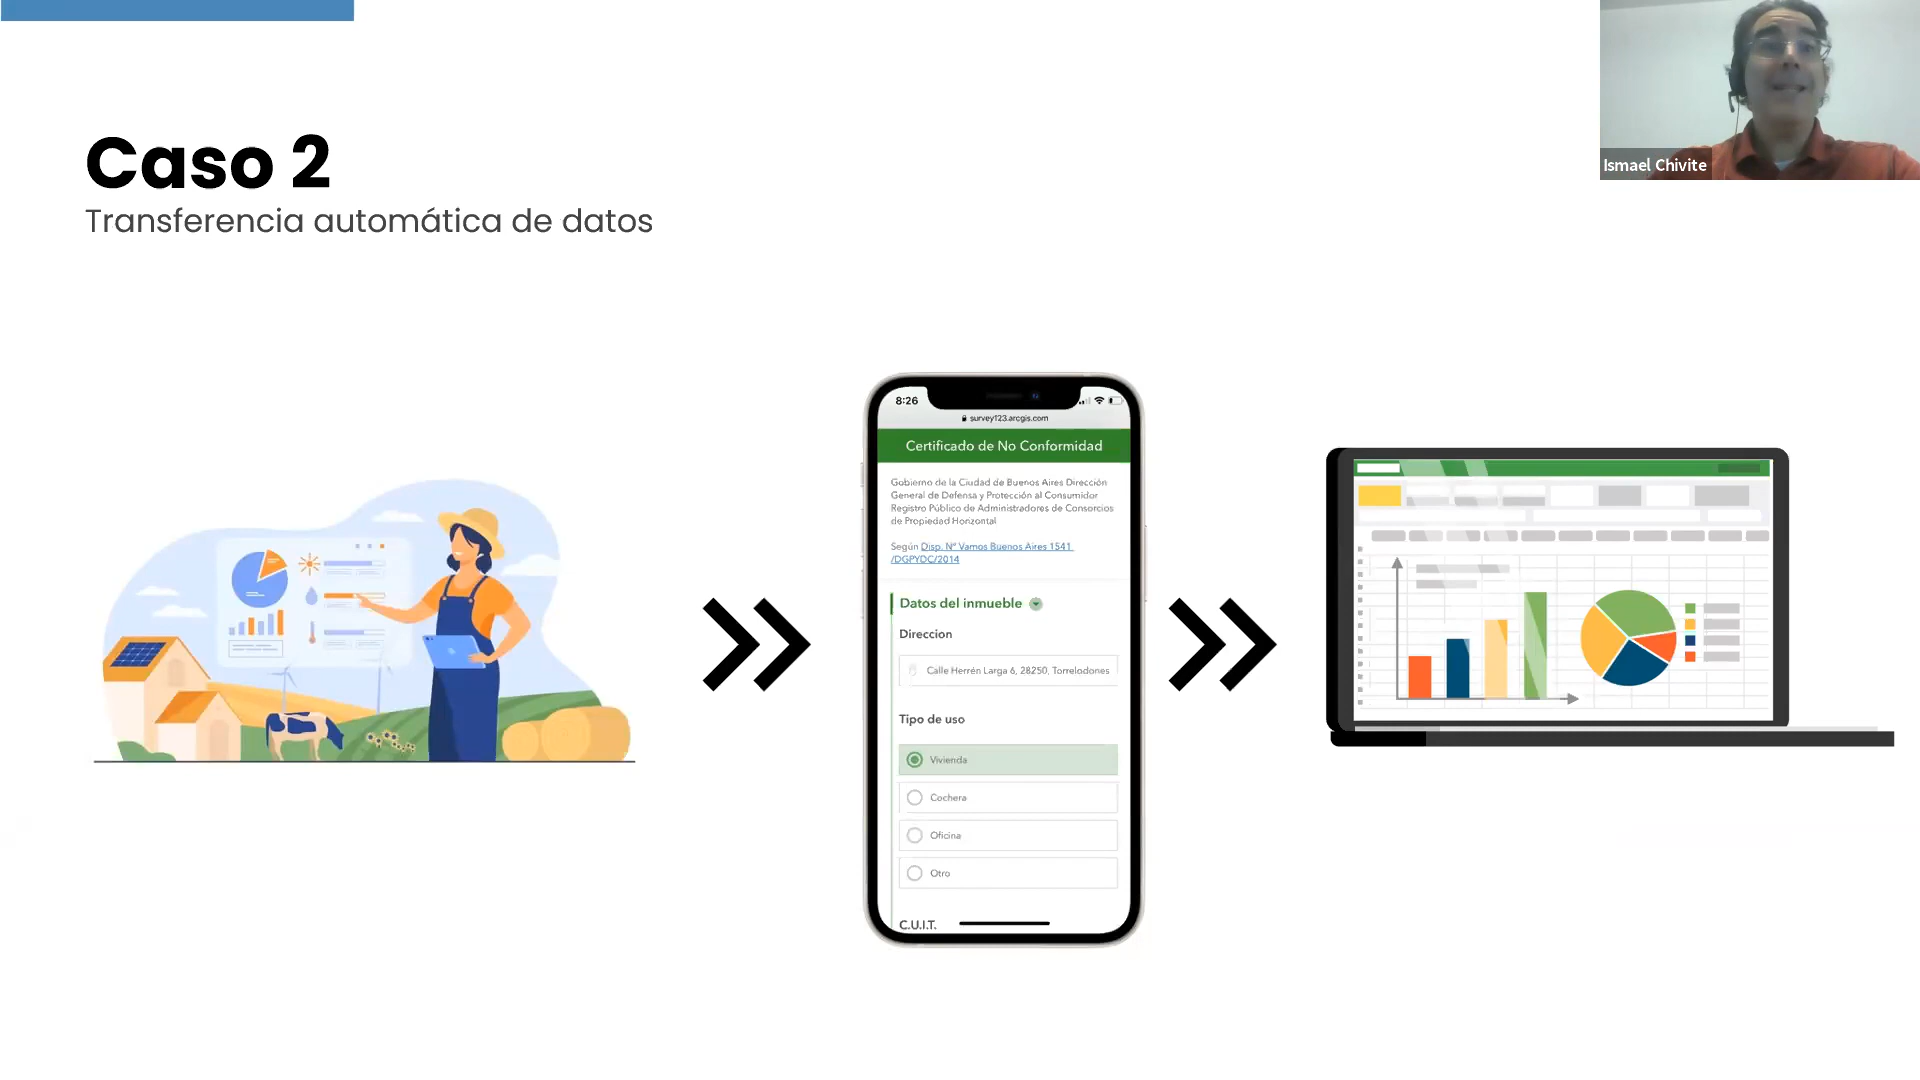 Caso 2
Transferencia automática de datos
Ismael Chivite
8:26
survey123.arcgis.com
Certificado de No Conformidad
Gobierno de la Ciudad de Buenos Aires Dirección
General de Defensa y Protección al Consumidor
Registro Público de Administradores de Consorcios
de Propiedad Horizontal
Según Disp. Nº Vamos Buenos Aires 1541
/DGPYDC/2014
Datos del inmueble
Direccion
Calle Herrén Larga 6, 28250, Torrelodones
Tipo de uso
Vivienda
Cochera
Oficina
Otro
C.U.I.T.